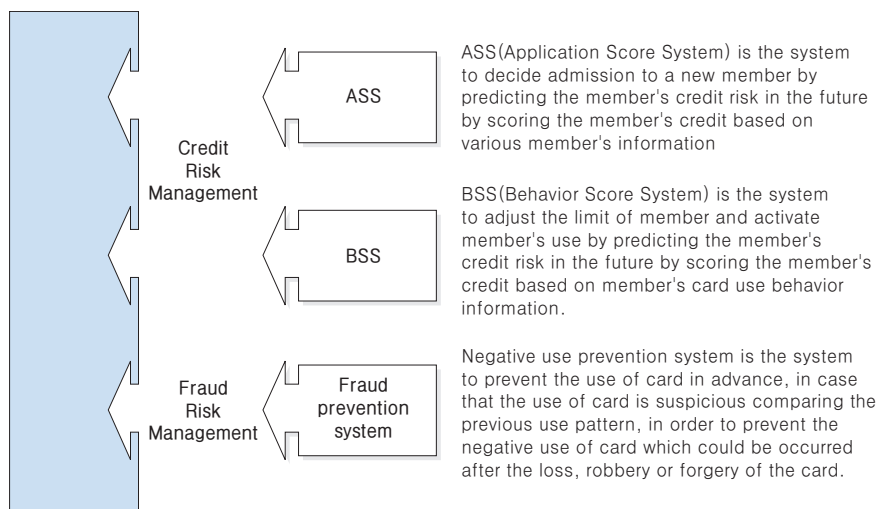 ASS
ASS(Application Score System) is the system
to decide admission to a new member by
predicting the member's credit risk in the future
by scoring the member's credit based on
various member's information
Credit
Risk
Management
BSS
BSS(Behavior Score System) is the system
to adjust the limit of member and activate
member's use by predicting the member's
credit risk in the future by scoring the member's
credit based on member's card use behavior
information.
Fraud
Risk
Management
Fraud
prevention
system
Negative use prevention system is the system
to prevent the use of card in advance, in case
that the use of card is suspicious comparing the
previous use pattern, in order to prevent the
negative use of card which could be occurred
after the loss, robbery or forgery of the card.